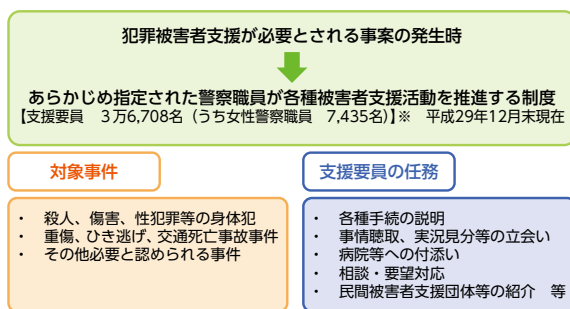 犯罪被害者支援が必要とされる事案の発生時
あらかじめ指定された警察職員が各種被害者支援活動を推進する制度
【支援要員　3万6,708名（うち女性警察職員　7,435名）】※　平成29年12月末現在
対象事件
・　殺人、傷害、性犯罪等の身体犯
・　重傷、ひき逃げ、交通死亡事故事件
・　その他必要と認められる事件
支援要員の任務
・　各種手続の説明
・　事情聴取、実況見分等の立会い
・　病院等への付添い
・　相談・要望対応
・　民間被害者支援団体等の紹介　等